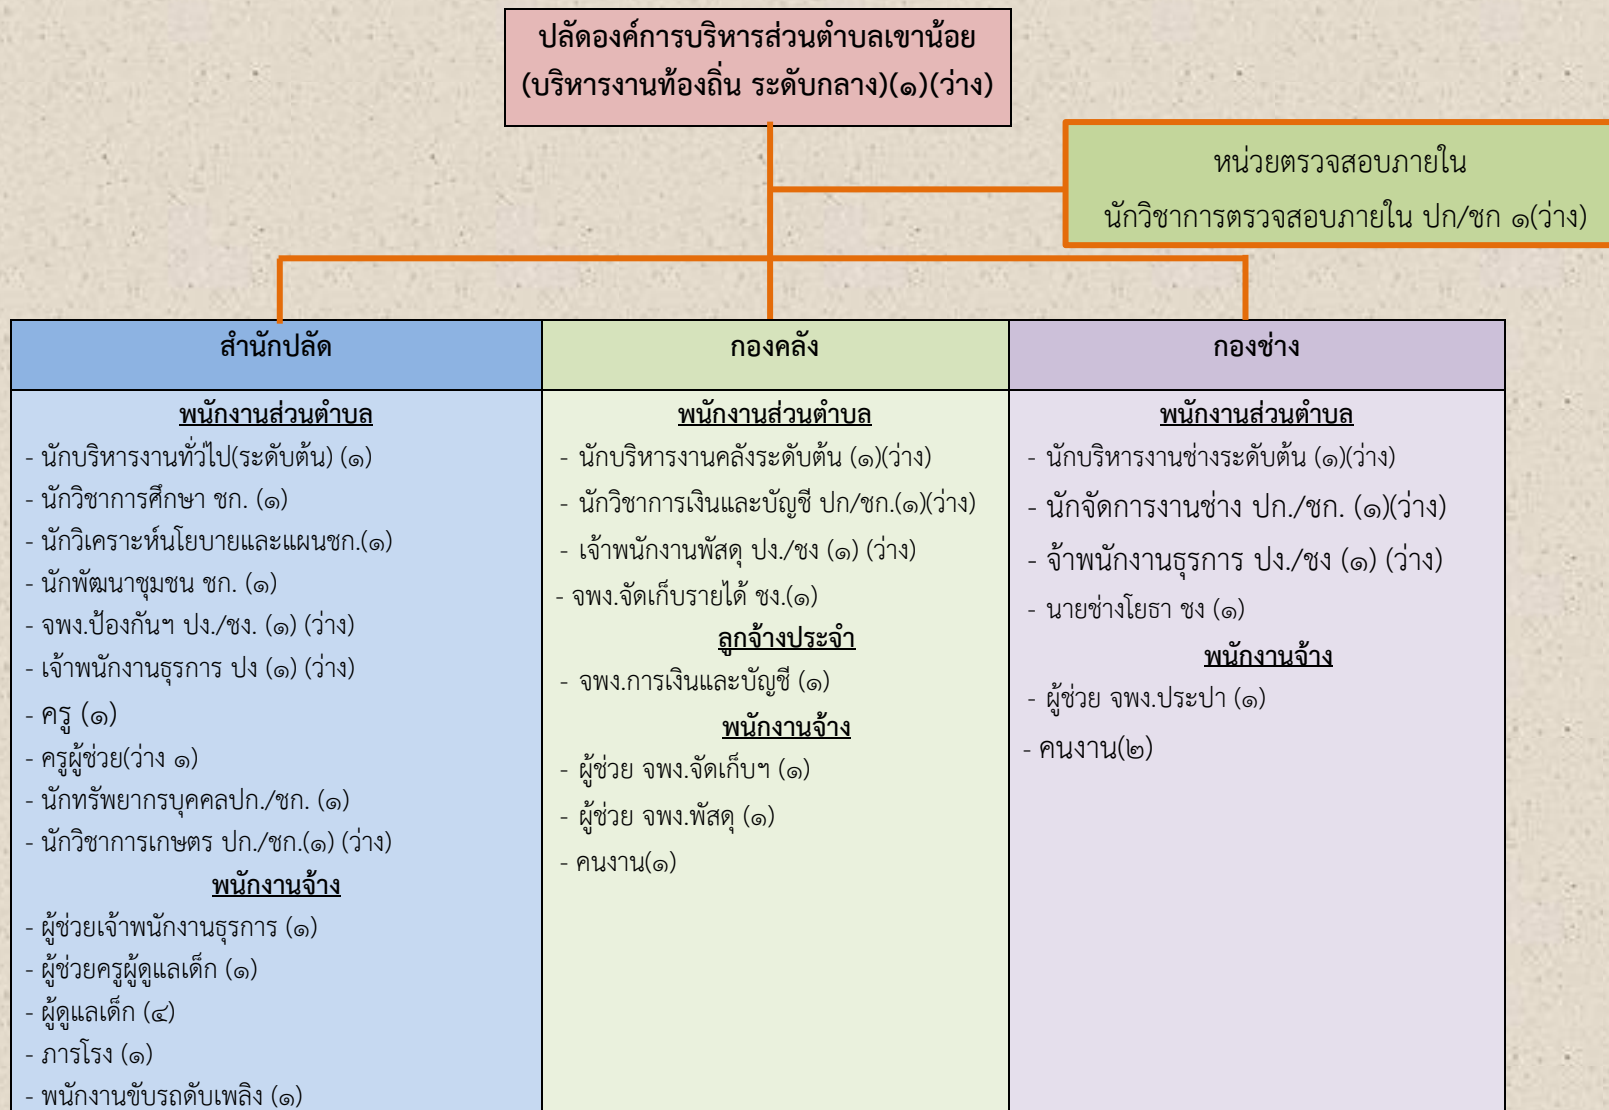 ปลัดองค์การบริหารส่วนตำบลเขาน้อย
(บริหารงานท้องถิ่น ระดับกลาง)(๑)(ว่าง)
หน่วยตรวจสอบภายใน
นักวิชาการตรวจสอบภายใน ปก/ชก ๑(ว่าง)
สำนักปลัด
พนักงานส่วนตำบล
- นักบริหารงานทั่วไป(ระดับต้น) (๑)
- นักวิชาการศึกษา ชก. (๑)
- นักวิเคราะห์นโยบายและแผนชก.(๑)
- นักพัฒนาชุมชน ชก. (๑)
- จพง.ป้องกันฯ ปง./ชง. (๑) (ว่าง)
- เจ้าพนักงานธุรการ ปง (๑) (ว่าง)
- ครู (๑)
- ครูผู้ช่วย(ว่าง ๑)
- นักทรัพยากรบุคคลปก./ชก. (๑)
- นักวิชาการเกษตร ปก./ชก.(๑) (ว่าง)
พนักงานจ้าง
- ผู้ช่วยเจ้าพนักงานธุรการ (๑)
- ผู้ช่วยครูผู้ดูแลเด็ก (๑)
- ผู้ดูแลเด็ก (๔)
- ภารโรง (๑)
- พนักงานขับรถดับเพลิง (๑)
กองคลัง
พนักงานส่วนตำบล
- นักบริหารงานคลังระดับต้น (๑)(ว่าง)
- นักวิชาการเงินและบัญชี ปก/ชก.(๑)(ว่าง)
- เจ้าพนักงานพัสดุ ปง./ชง (๑) (ว่าง)
- จพง.จัดเก็บรายได้ ชง.(๑)
ลูกจ้างประจำ
- จพง.การเงินและบัญชี (๑)
พนักงานจ้าง
- ผู้ช่วย จพง.จัดเก็บฯ (๑)
- ผู้ช่วย จพง.พัสดุ (๑)
- คนงาน(๑)
กองช่าง
พนักงานส่วนตำบล
- นักบริหารงานช่างระดับต้น (๑)(ว่าง)
- นักจัดการงานช่าง ปก./ชก. (๑)(ว่าง)
- จ้าพนักงานธุรการ ปง./ชง (๑) (ว่าง)
- นายช่างโยธา ชง (๑)
พนักงานจ้าง
- ผู้ช่วย จพง.ประปา (๑)
- คนงาน(๒)